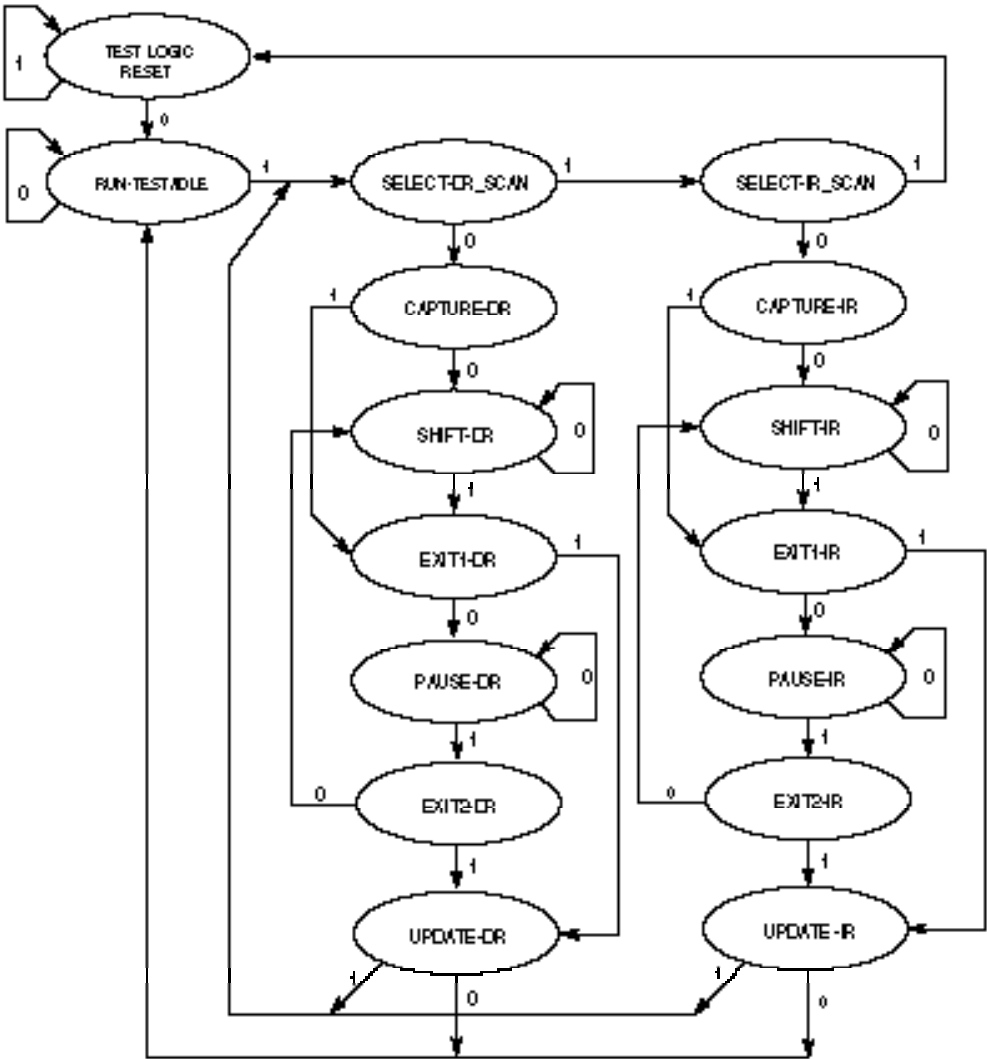 TEST LOGIC
RESET
1
0
RUN-TEST/IDLE
0
1
SELECT-DR_SCAN
1
SELECT-IR_SCAN
1
0
0
1
CAPTURE-DR
1
CAPTURE-IR
0
0
SHIFT-DR
0
SHIFT-IR
0
1
1
EXIT1-DR
1
EXIT1-IR
1
0
0
PAUSE-DR
0
PAUSE-IR
0
1
1
0
EXIT2-DR
0
EXIT2-IR
1
1
UPDATE-DR
UPDATE-IR
1
0
1
0